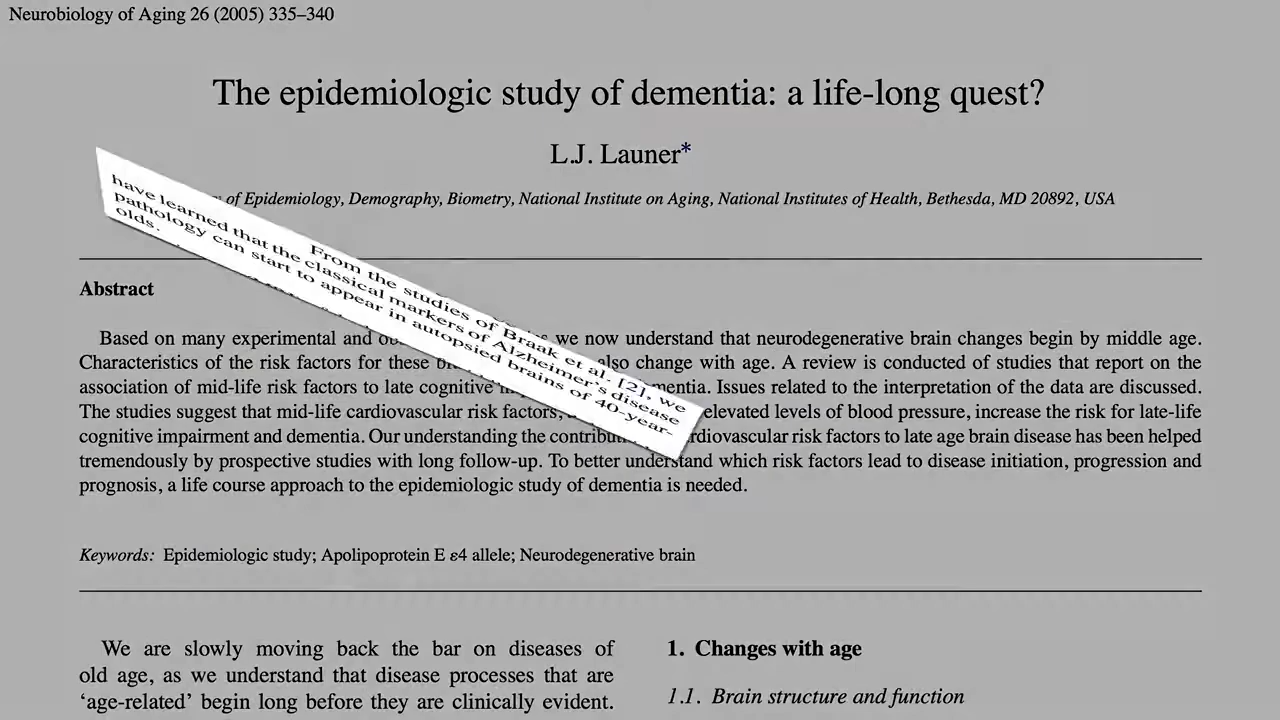 Neurobiology of Aging 26 (2005) 335–340
The epidemiologic study of dementia: a life-long quest?
L.J. Launer*
of Epidemiology, Demography, Biometry, National Institute on Aging, National Institutes of Health, Bethesda, MD 20892, USA
From the studies of Braak et al. [2], we
have learned that the classical markers of Alzheimer's disease
pathology can start to appear in autopsied brains of 40-year-
olds.
Abstract
Based on many experimental and we now understand that neurodegenerative brain changes begin by middle age.
Characteristics of the risk factors for these also change with age. A review is conducted of studies that report on the
association of mid-life risk factors to late cognitive Issues related to the interpretation of the data are discussed.
The studies suggest that mid-life cardiovascular risk factors, elevated levels of blood pressure, increase the risk for late-life
cognitive impairment and dementia. Our understanding the risk factors to late age brain disease has been helped
tremendously by prospective studies with long follow-up. To better understand which risk factors lead to disease initiation, progression and
prognosis, a life course approach to the epidemiologic study of dementia is needed.
Keywords: Epidemiologic study; Apolipoprotein E ε4 allele; Neurodegenerative brain
We are slowly moving back the bar on diseases of
old age, as we understand that disease processes that are
‘age-related’ begin long before they are clinically evident.
1. Changes with age
1.1. Brain structure and function